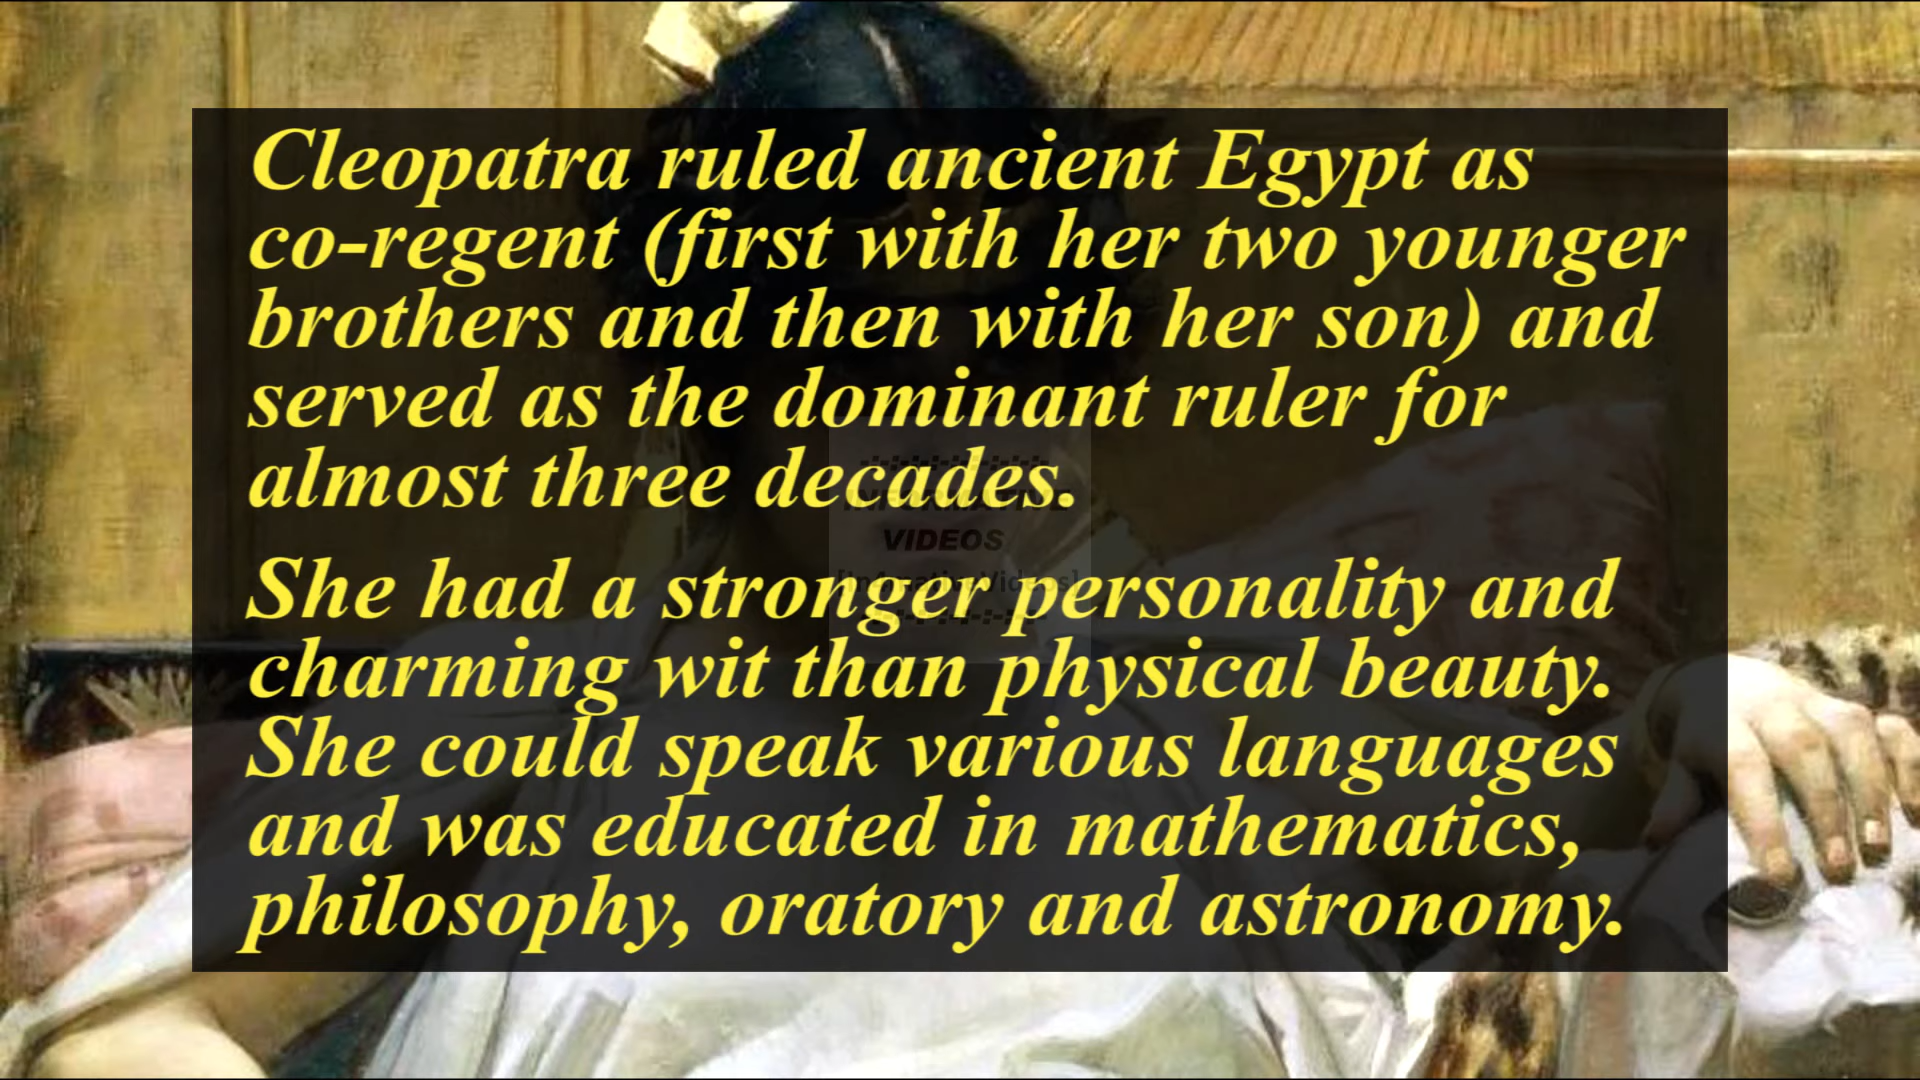 Cleopatra ruled ancient Egypt as
co-regent (first with her two younger
brothers and then with her son) and
served as the dominant ruler for
almost three decades.
INFORMATIVE
VIDEOS
[In4mativeVideos]
She had a stronger personality and
charming wit than physical beauty.
She could speak various languages
and was educated in mathematics,
philosophy, oratory and astronomy.